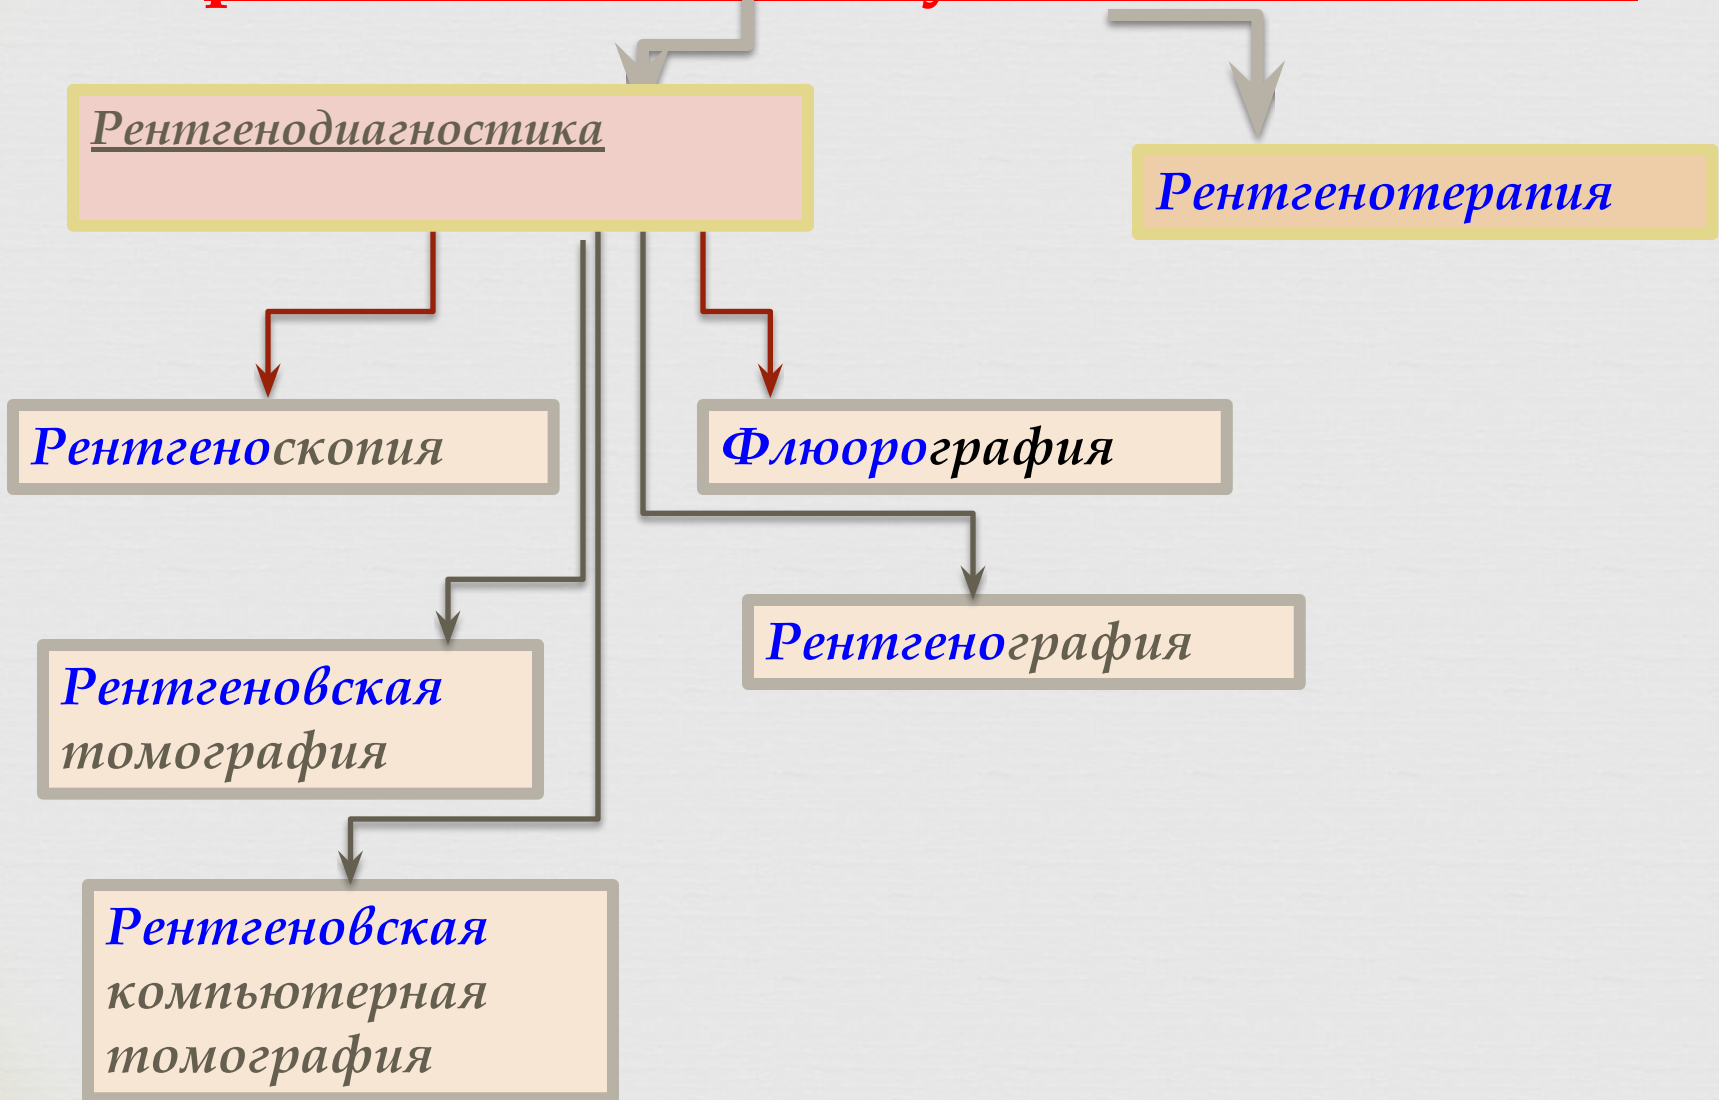 Рентгенодиагностика
Рентгенотерапия
Рентгеноскопия
Флюорография
Рентгенография
Рентгеновская
томография
Рентгеновская
компьютерная
томография